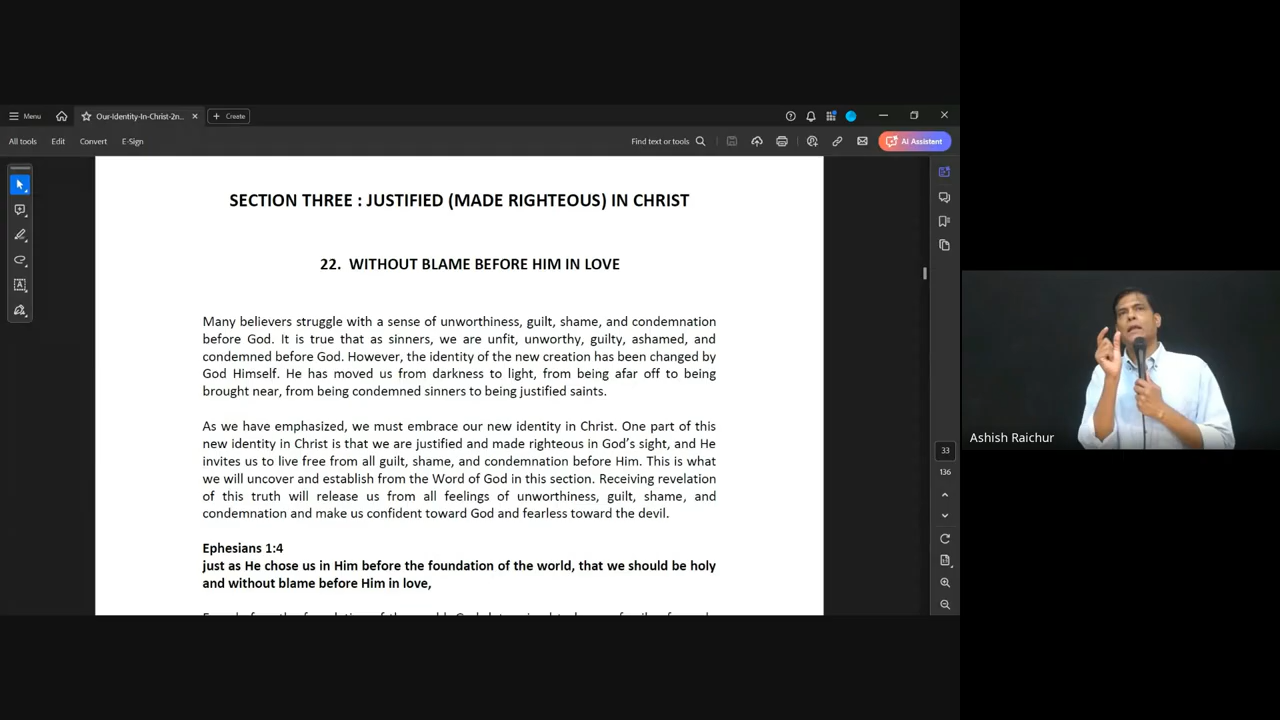 Menu
Our-Identity-In-Christ-2n...
Create
All tools
Edit
Convert
E-Sign
Find text or tools
AI Assistant
SECTION THREE : JUSTIFIED (MADE RIGHTEOUS) IN CHRIST
22. WITHOUT BLAME BEFORE HIM IN LOVE
Many believers struggle with a sense of unworthiness, guilt, shame, and condemnation
before God. It is true that as sinners, we are unfit, unworthy, guilty, ashamed, and
condemned before God. However, the identity of the new creation has been changed by
God Himself. He has moved us from darkness to light, from being afar off to being
brought near, from being condemned sinners to being justified saints.
As we have emphasized, we must embrace our new identity in Christ. One part of this
new identity in Christ is that we are justified and made righteous in God's sight, and He
invites us to live free from all guilt, shame, and condemnation before Him. This is what
we will uncover and establish from the Word of God in this section. Receiving revelation
of this truth will release us from all feelings of unworthiness, guilt, shame, and
condemnation and make us confident toward God and fearless toward the devil.
Ephesians 1:4
just as He chose us in Him before the foundation of the world, that we should be holy
and without blame before Him in love,
33
136
Ashish Raichur